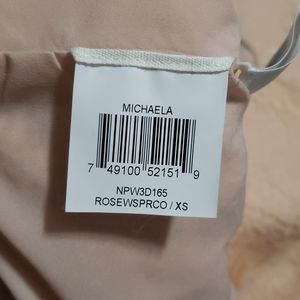 MICHAELA
7 49100 52151 9
NPW3D165
ROSEWSPRCO / XS